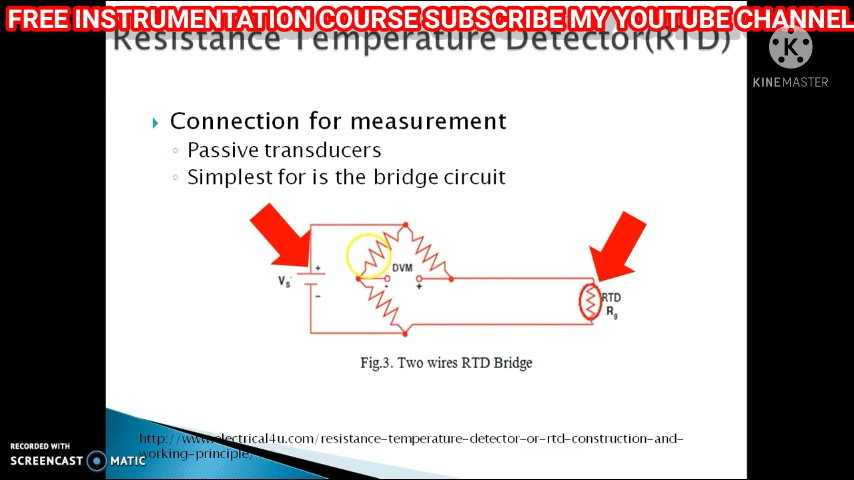 FREE INSTRUMENTATION COURSE SUBSCRIBE MY YOUTUBE CHANNEL
Resistance Temperature Detector(RTD)
K
KINEMASTER
Connection for measurement
Passive transducers
Simplest for is the bridge circuit
+
DVM
Vs
-
+
−
RTD
Rg
Fig.3. Two wires RTD Bridge
http://www.electrical4u.com/resistance-temperature-detector-or-rtd-construction-and-
working-principle/
RECORDED WITH
SCREENCAST MATIC